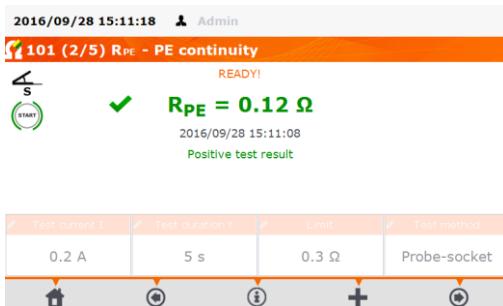 2016/09/28 15:11:18 Admin
101 (2/5) RPE - PE continuity
READY!
S
START
RPE = 0.12 Ω
2016/09/28 15:11:08
Positive test result
Test current I Test duration t Limit Test method
0.2 A 5 s 0.3 Ω Probe-socket